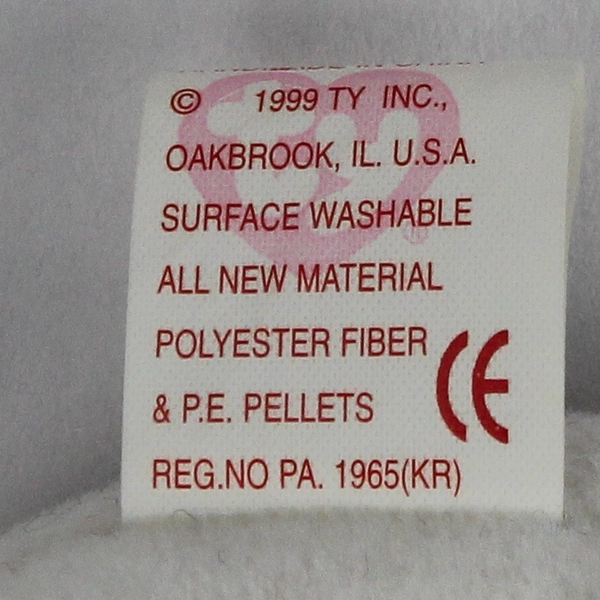 © 1999 TY INC.,
OAKBROOK, IL. U.S.A.
SURFACE WASHABLE
ALL NEW MATERIAL
POLYESTER FIBER
& P.E. PELLETS
CE
REG.NO PA. 1965(KR)
ty
®